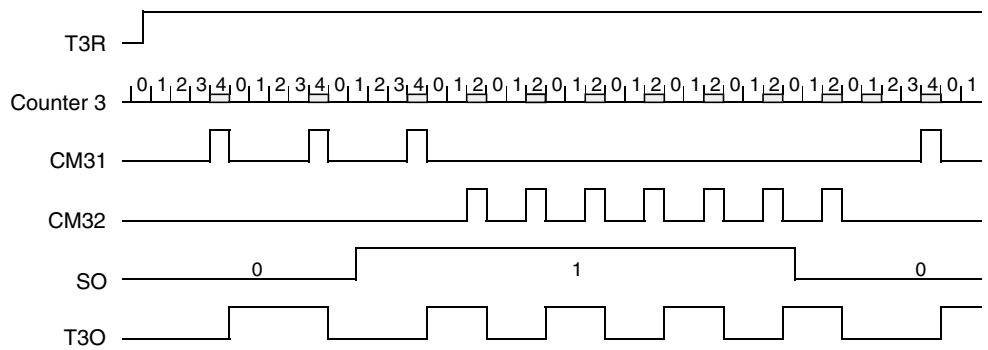 T3R
Counter 3 0 1 2 3 4 0 1 2 3 4 0 1 2 3 4 0 1 2 0 1 2 0 1 2 0 1 2 0 1 2 0 1 2 0 1 2 0 1 2 3 4 0 1
CM31
CM32
SO 0 1 0
T3O